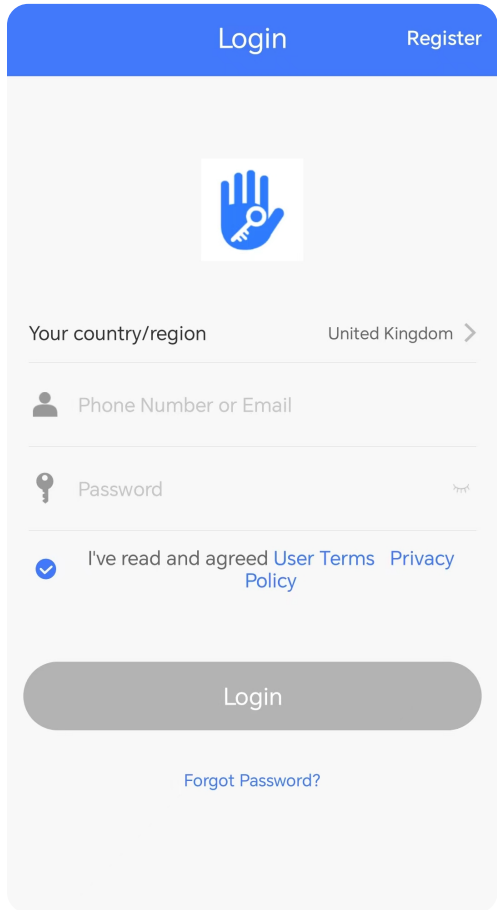 Login
Register
Your country/region
United Kingdom
Phone Number or Email
Password
I've read and agreed User Terms Privacy
Policy
Login
Forgot Password?